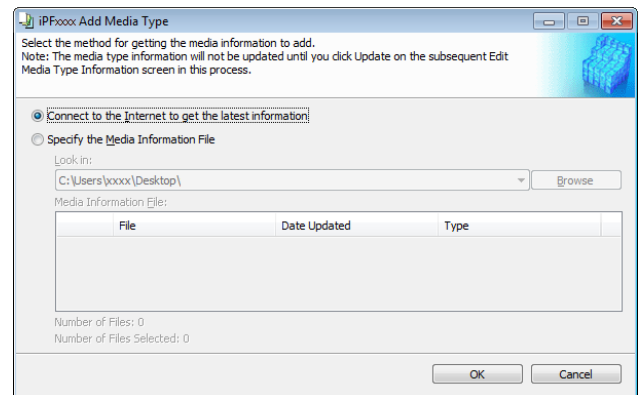 iPFxxxx Add Media Type
Select the method for getting the media information to add.
Note: The media type information will not be updated until you click Update on the subsequent Edit
Media Type Information screen in this process.
Connect to the Internet to get the latest information
Specify the Media Information File
Look in:
C:\Users\xxxx\Desktop\ Browse
Media Information File:
File Date Updated Type
Number of Files: 0
Number of Files Selected: 0
OK Cancel